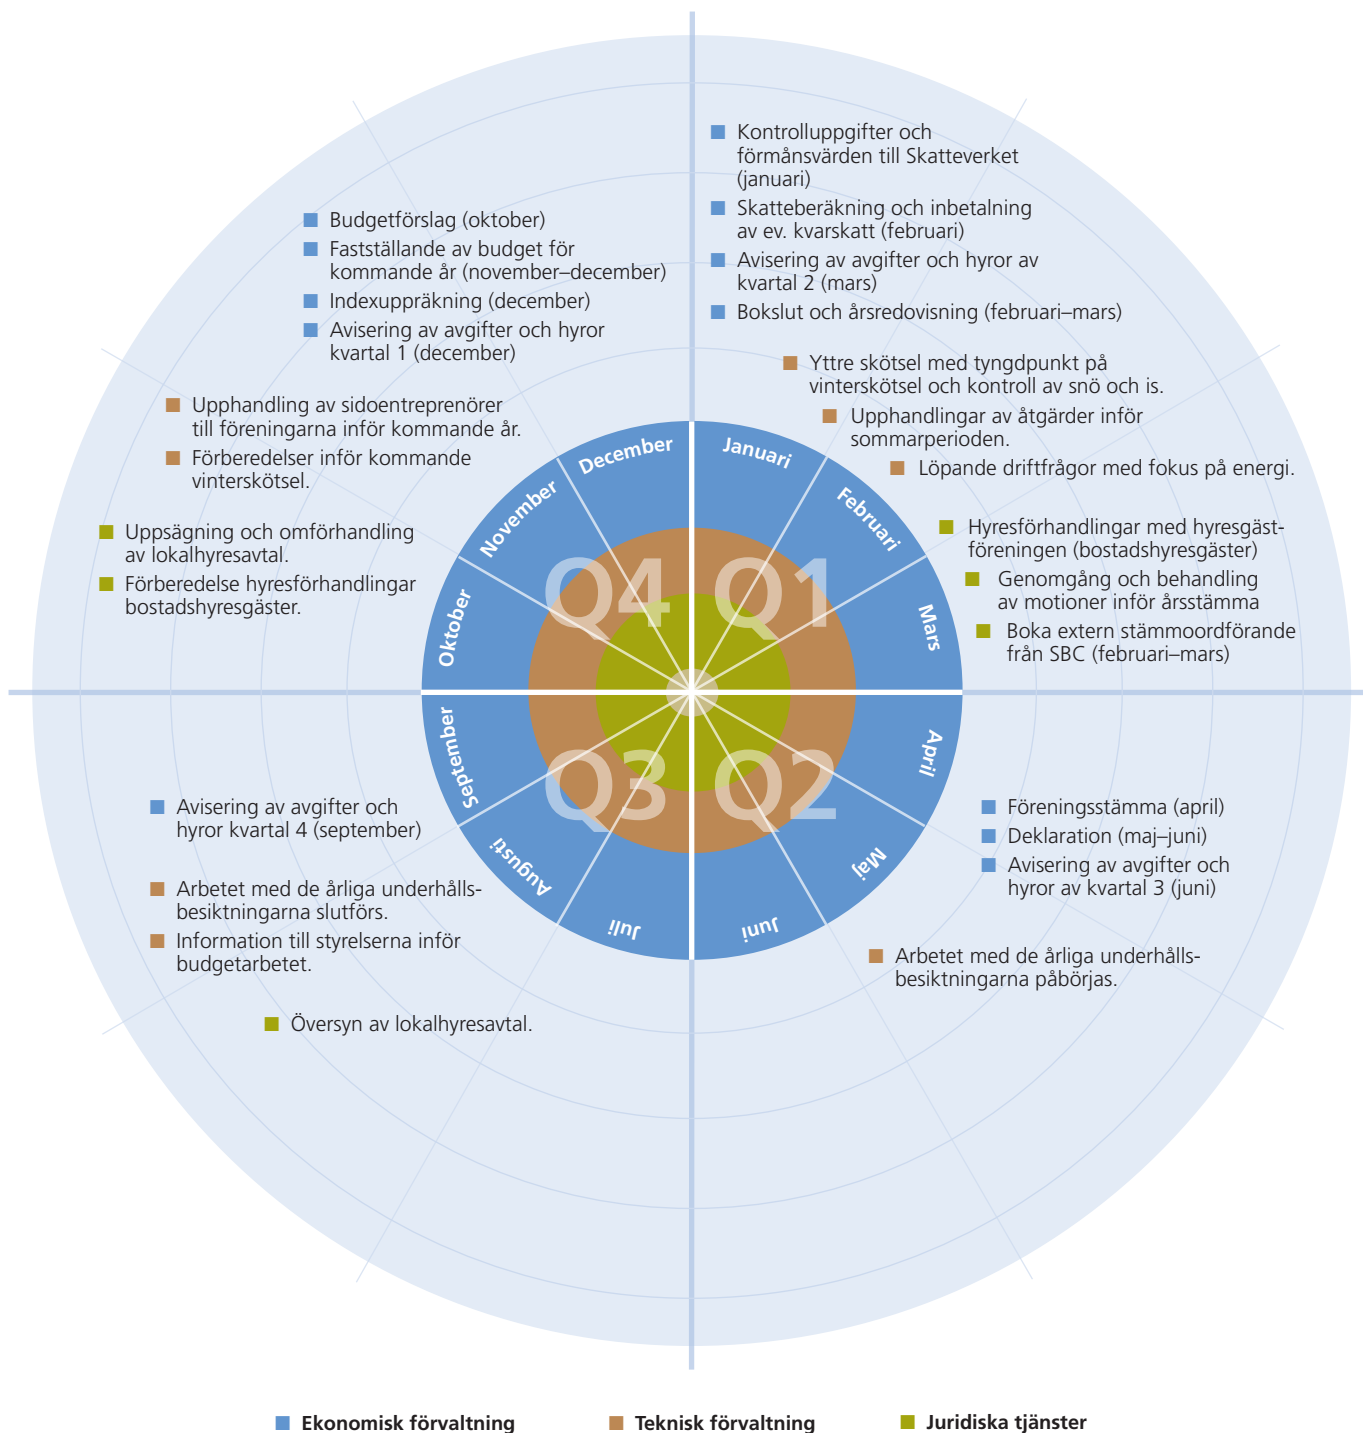 Kontrolluppgifter och
förmånsvärden till Skatteverket
(januari)
Skatteberäkning och inbetalning
av ev. kvarskatt (februari)
Avisering av avgifter och hyror av
kvartal 2 (mars)
Bokslut och årsredovisning (februari–mars)
Yttre skötsel med tyngdpunkt på
vinterskötsel och kontroll av snö och is.
Upphandlingar av åtgärder inför
sommarperioden.
Löpande driftfrågor med fokus på energi.
Hyresförhandlingar med hyresgäst-
föreningen (bostadshyresgäster)
Genomgång och behandling
av motioner inför årsstämma
Boka extern stämmoordförande
från SBC (februari–mars)
Budgetförslag (oktober)
Fastställande av budget för
kommande år (november–december)
Indexuppräkning (december)
Avisering av avgifter och hyror
kvartal 1 (december)
Upphandling av sidoentreprenörer
till föreningarna inför kommande år.
Förberedelser inför kommande
vinterskötsel.
Uppsägning och omförhandling
av lokalhyresavtal.
Förberedelse hyresförhandlingar
bostadshyresgäster.
Januari
Februari
Mars
April
Maj
Juni
Juli
Augusti
September
Oktober
November
December
Q4
Q1
Q3
Q2
Avisering av avgifter och
hyror kvartal 4 (september)
Arbetet med de årliga underhålls-
besiktningarna slutförs.
Information till styrelserna inför
budgetarbetet.
Översyn av lokalhyresavtal.
Föreningsstämma (april)
Deklaration (maj–juni)
Avisering av avgifter och
hyror av kvartal 3 (juni)
Arbetet med de årliga underhålls-
besiktningarna påbörjas.
Ekonomisk förvaltning
Teknisk förvaltning
Juridiska tjänster